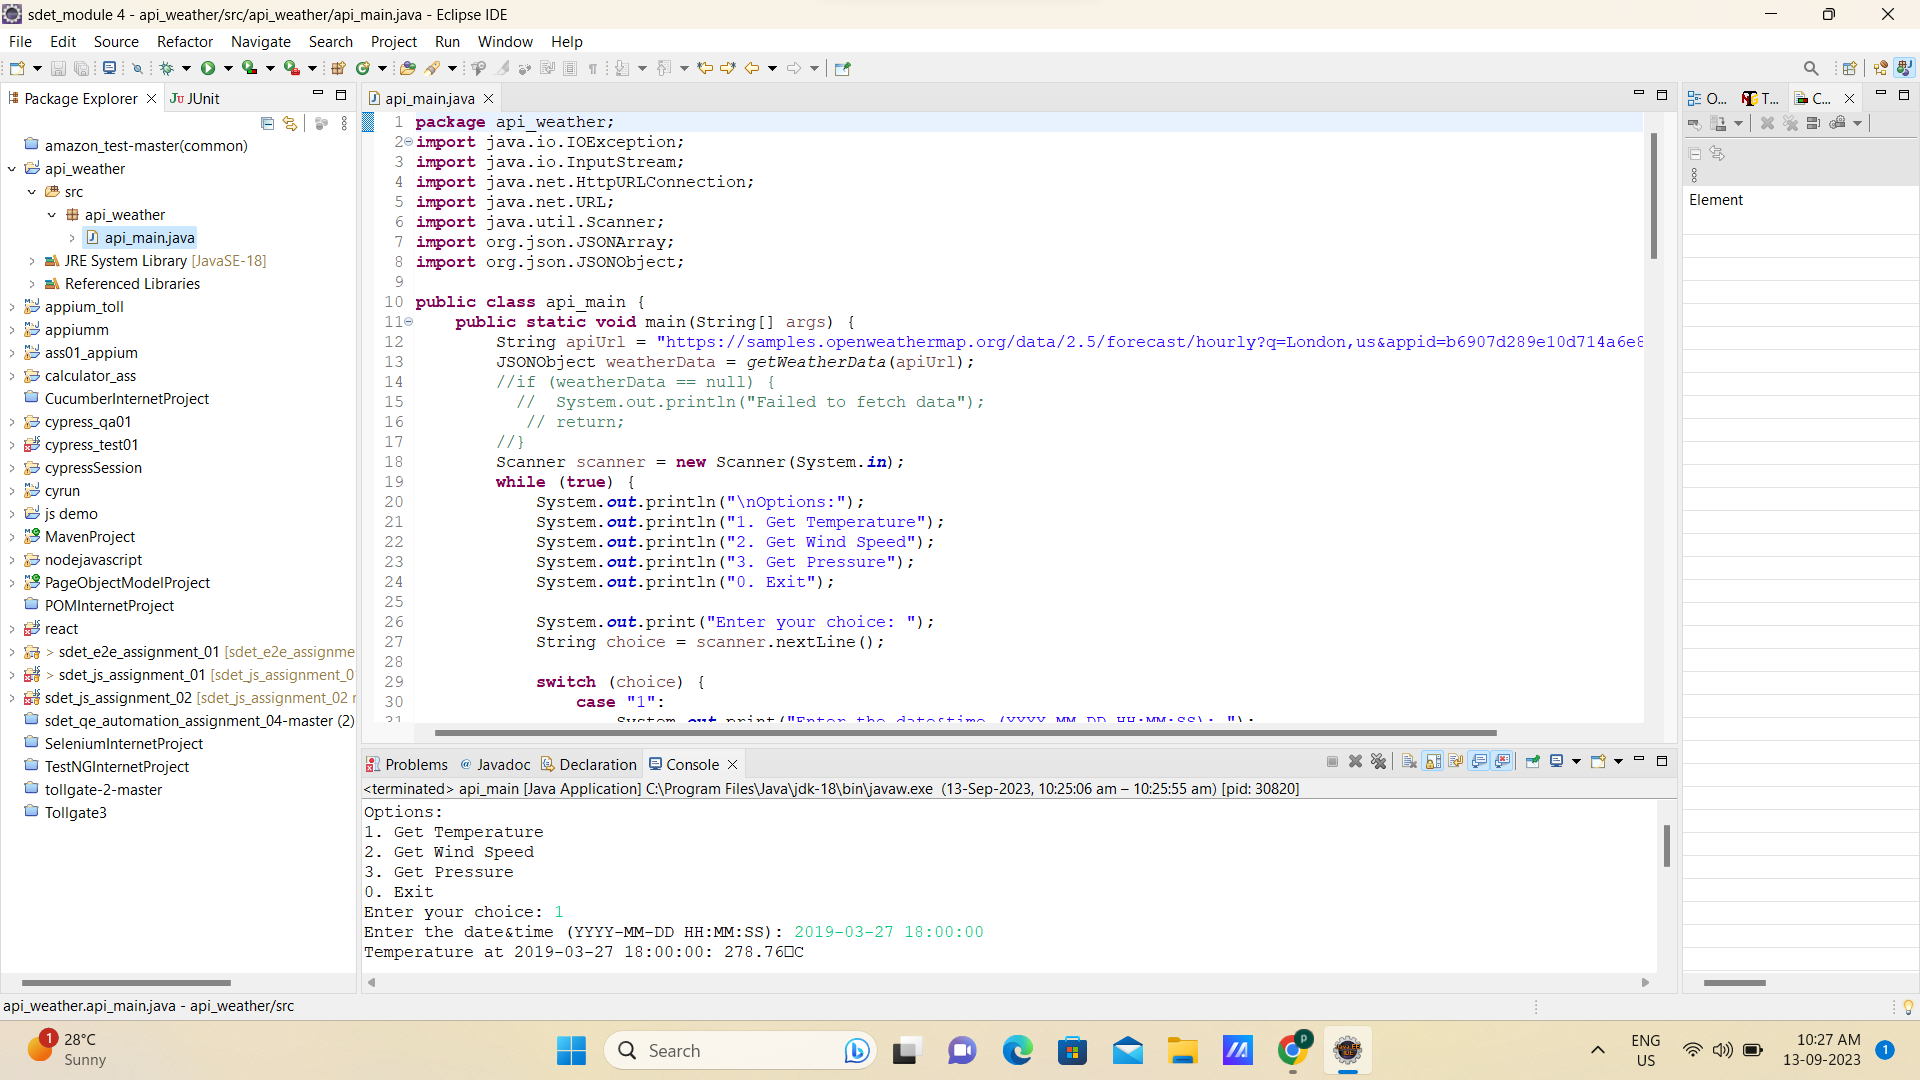 sdet_module 4 - api_weather/src/api_weather/api_main.java - Eclipse IDE
File Edit Source Refactor Navigate Search Project Run Window Help
Package Explorer
JUnit
amazon_test-master(common)
api_weather
src
api_weather
api_main.java
JRE System Library [JavaSE-18]
Referenced Libraries
appium_toll
appiumm
ass01_appium
calculator_ass
CucumberInternetProject
cypress_qa01
cypress_test01
cypressSession
cyrun
js demo
MavenProject
nodejavascript
PageObjectModelProject
POMInternetProject
react
> sdet_e2e_assignment_01 [sdet_e2e_assignme
> sdet_js_assignment_01 [sdet_js_assignment_0
sdet_js_assignment_02 [sdet_js_assignment_02
sdet_qe_automation_assignment_04-master (2)
SeleniumInternetProject
TestNGInternetProject
tollgate-2-master
Tollgate3
api_main.java
1 package api_weather;
2 import java.io.IOException;
3 import java.io.InputStream;
4 import java.net.HttpURLConnection;
5 import java.net.URL;
6 import java.util.Scanner;
7 import org.json.JSONArray;
8 import org.json.JSONObject;
9
10 public class api_main {
11 public static void main(String[] args) {
12 String apiUrl = "https://samples.openweathermap.org/data/2.5/forecast/hourly?q=London,us&appid=b6907d289e10d714a6e8
13 JSONObject weatherData = getWeatherData(apiUrl);
14 //if (weatherData == null) {
15 // System.out.println("Failed to fetch data");
16 // return;
17 //}
18 Scanner scanner = new Scanner(System.in);
19 while (true) {
20 System.out.println("\nOptions:");
21 System.out.println("1. Get Temperature");
22 System.out.println("2. Get Wind Speed");
23 System.out.println("3. Get Pressure");
24 System.out.println("0. Exit");
25
26 System.out.print("Enter your choice: ");
27 String choice = scanner.nextLine();
28
29 switch (choice) {
30 case "1":
31 System.out.print("Enter the date&time (YYYY-MM-DD HH:MM:SS): ");
O...
T...
C...
Element
Problems
@ Javadoc
Declaration
Console
<terminated> api_main [Java Application] C:\Program Files\Java\jdk-18\bin\javaw.exe (13-Sep-2023, 10:25:06 am – 10:25:55 am) [pid: 30820]
Options:
1. Get Temperature
2. Get Wind Speed
3. Get Pressure
0. Exit
Enter your choice: 1
Enter the date&time (YYYY-MM-DD HH:MM:SS): 2019-03-27 18:00:00
Temperature at 2019-03-27 18:00:00: 278.76□C
api_weather.api_main.java - api_weather/src
1
28°C
Sunny
Search
P
ENG
US
10:27 AM
13-09-2023
1